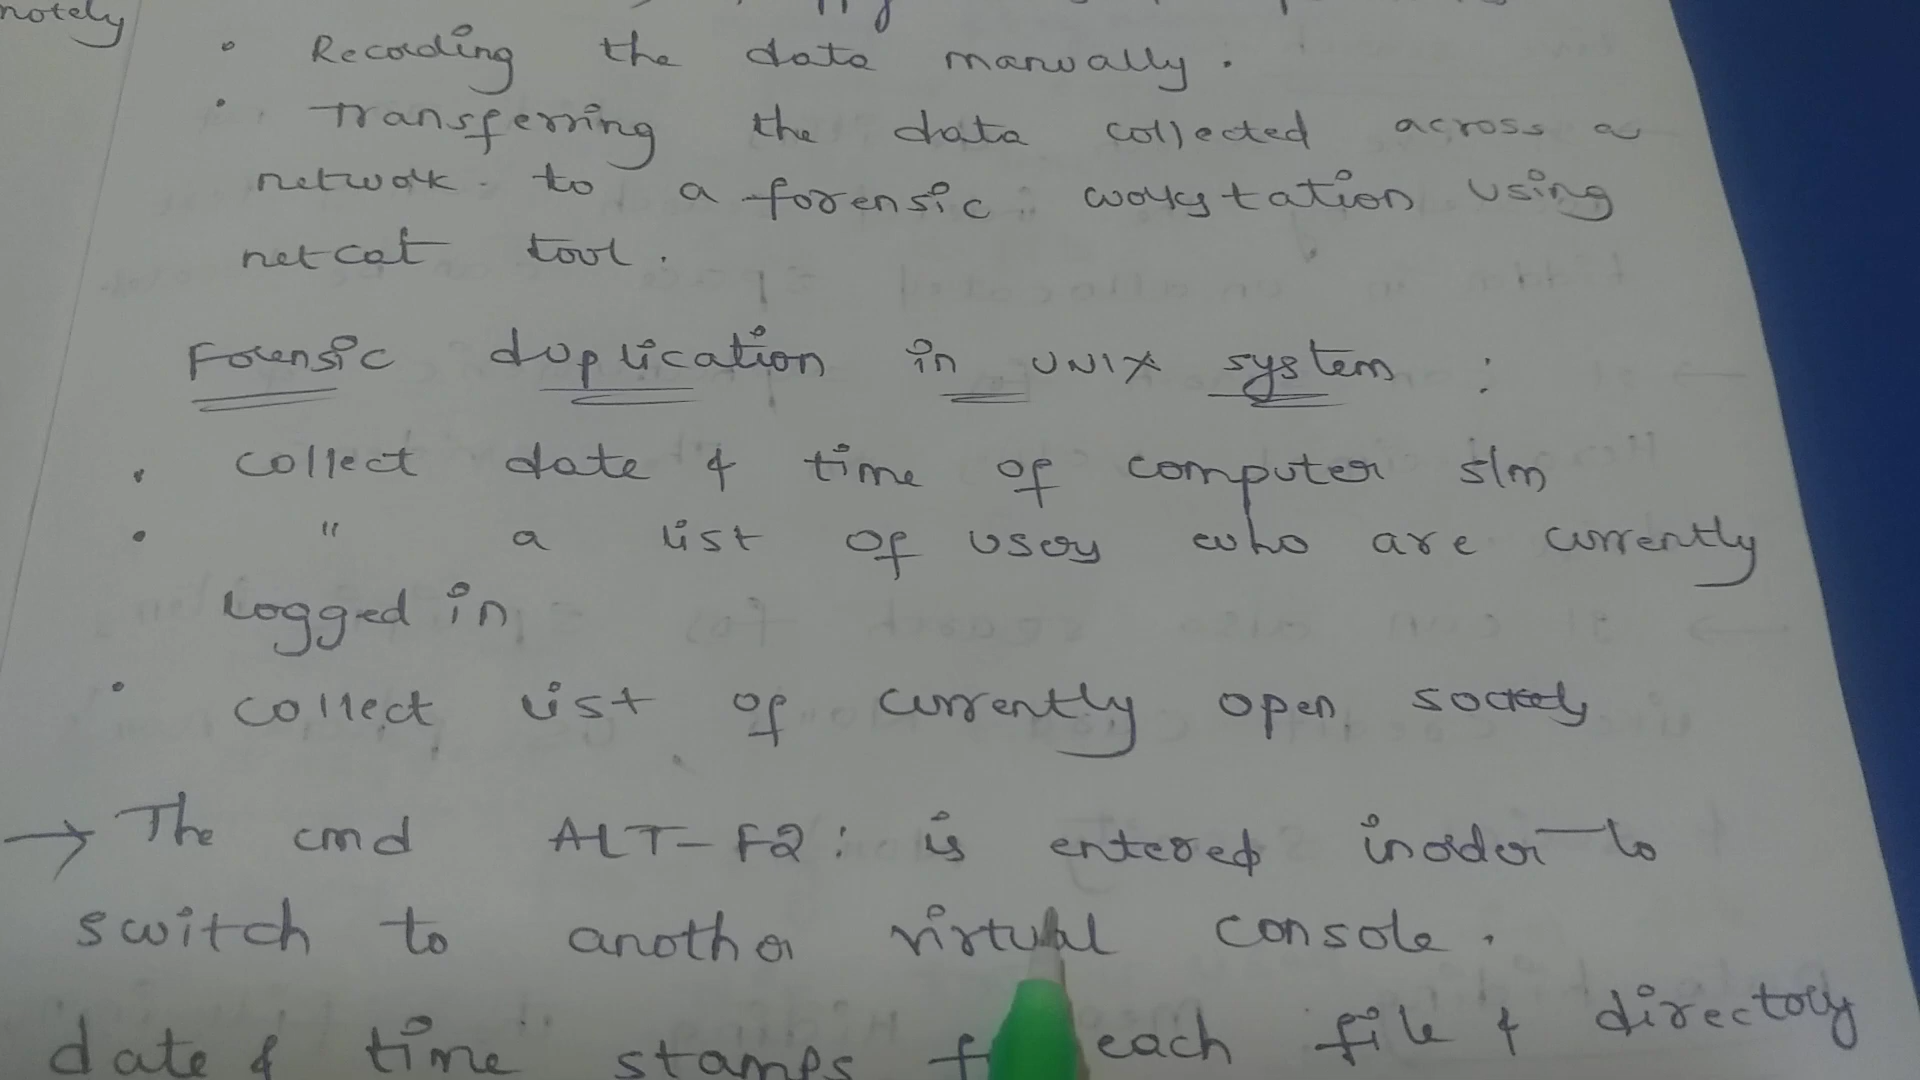 notely
• Recording the data manually.
• Transferring the data collected across a
network to a forensic workstation using
netcat tool.
Forensic duplication in UNIX system :
• collect date & time of computer s/m
• " a list of users who are currently
logged in
• collect list of currently open sockets
→ The cmd ALT-F2: is entered inorder to
switch to another virtual console.
date & time stamps each file & directory